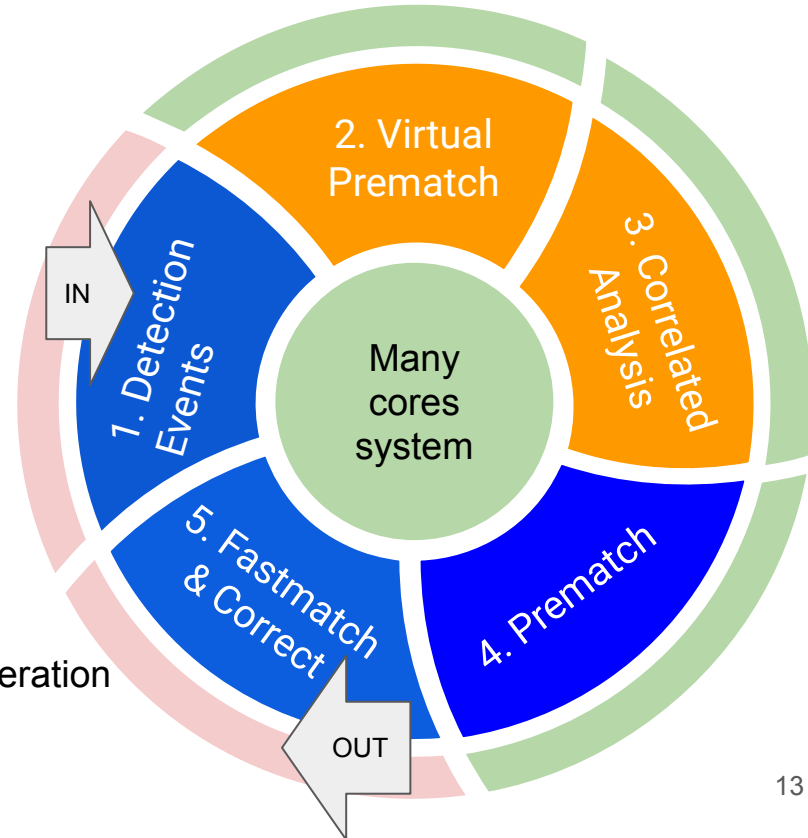 2. Virtual
Prematch
3. Correlated
Analysis
IN
1. Detection
Events
Many
cores
system
5. Fastmatch
& Correct
4. Prematch
eration
OUT
13